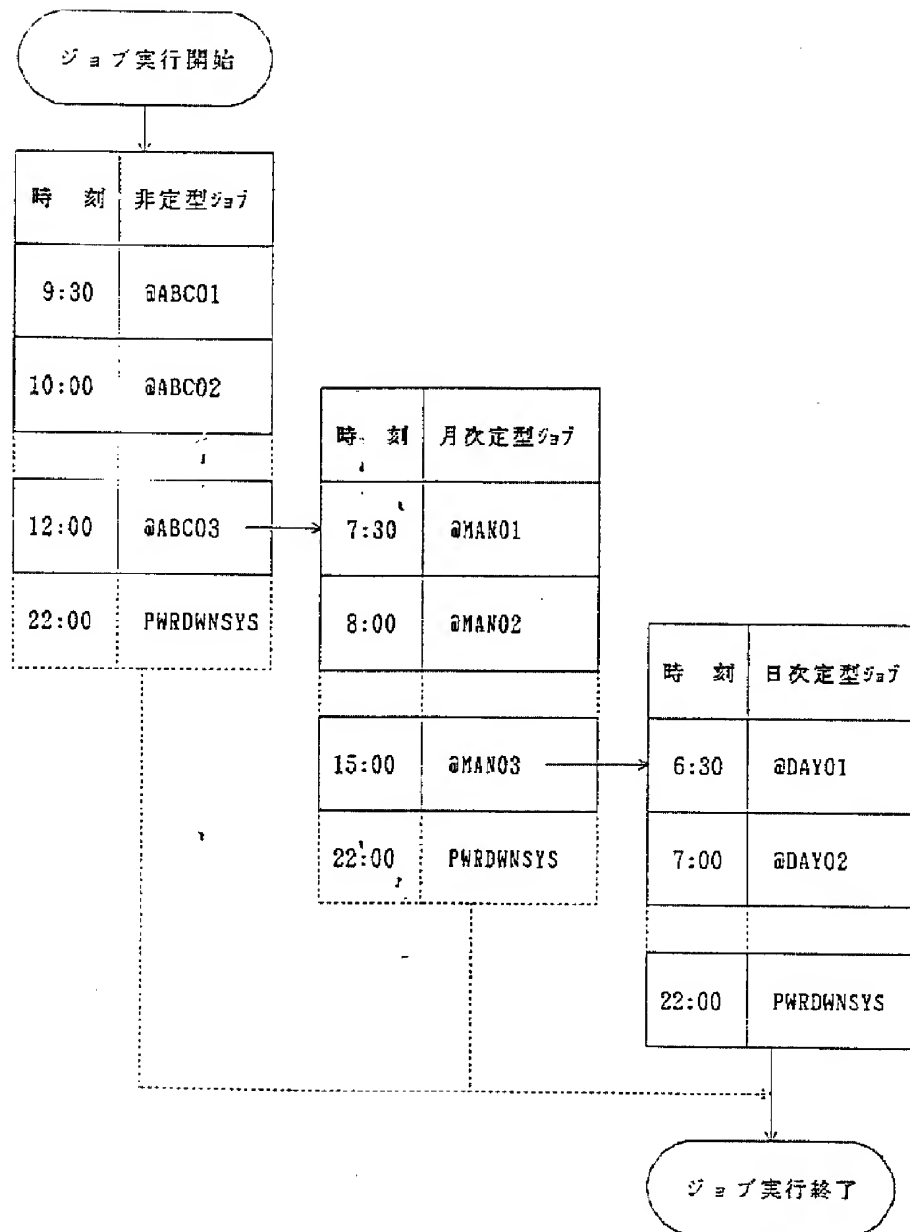 ジョブ実行開始
時 刻 非定型ジョブ
9:30 @ABC01
10:00 @ABC02
12:00 @ABC03
22:00 PWRDWNSYS
時 刻 月次定型ジョブ
7:30 @MAN01
8:00 @MAN02
15:00 @MAN03
22:00 PWRDWNSYS
時 刻 日次定型ジョブ
6:30 @DAY01
7:00 @DAY02
22:00 PWRDWNSYS
ジョブ実行終了